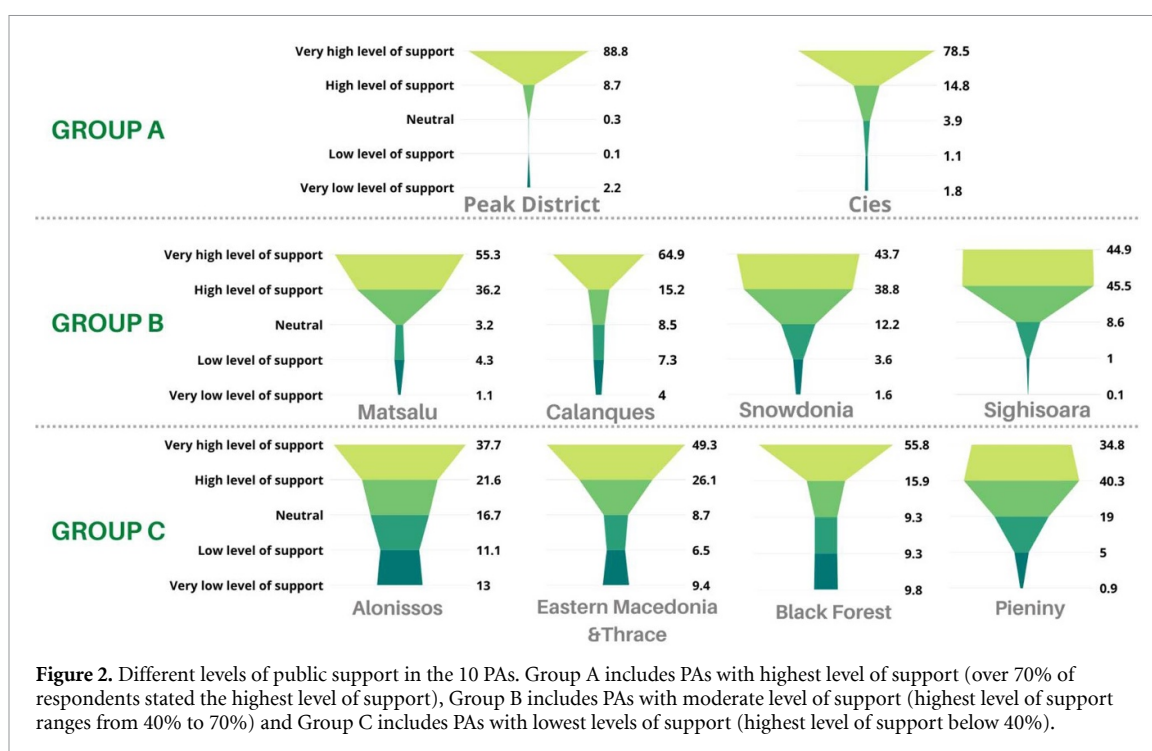 Very high level of support 88.8 78.5
High level of support 8.7 14.8
GROUP A
Neutral 0.3 3.9
Low level of support 0.1 1.1
Very low level of support 2.2 1.8
Peak District Cies
Very high level of support 55.3 64.9 43.7 44.9
High level of support 36.2 15.2 38.8 45.5
GROUP B
Neutral 3.2 8.5 12.2 8.6
Low level of support 4.3 7.3 3.6 1
Very low level of support 1.1 4 1.6 0.1
Matsalu Calanques Snowdonia Sighisoara
Very high level of support 37.7 49.3 55.8 34.8
High level of support 21.6 26.1 15.9 40.3
Neutral 16.7 8.7 9.3 19
GROUP C
Low level of support 11.1 6.5 9.3 5
Very low level of support 13 9.4 9.8 0.9
Alonissos Eastern Macedonia Black Forest Pieniny
&Thrace
Figure 2. Different levels of public support in the 10 PAs. Group A includes PAs with highest level of support (over 70% of
respondents stated the highest level of support), Group B includes PAs with moderate level of support (highest level of support
ranges from 40% to 70%) and Group C includes PAs with lowest levels of support (highest level of support below 40%).